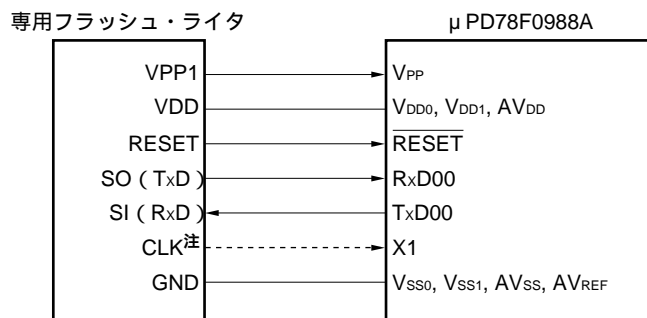 専用フラッシュ・ライタ
μPD78F0988A
VPP1
VPP
VDD
VDD0, VDD1, AVDD
RESET
RESET
SO（TxD）
RxD00
SI（RxD）
TxD00
CLK注
X1
GND
VSS0, VSS1, AVSS, AVREF